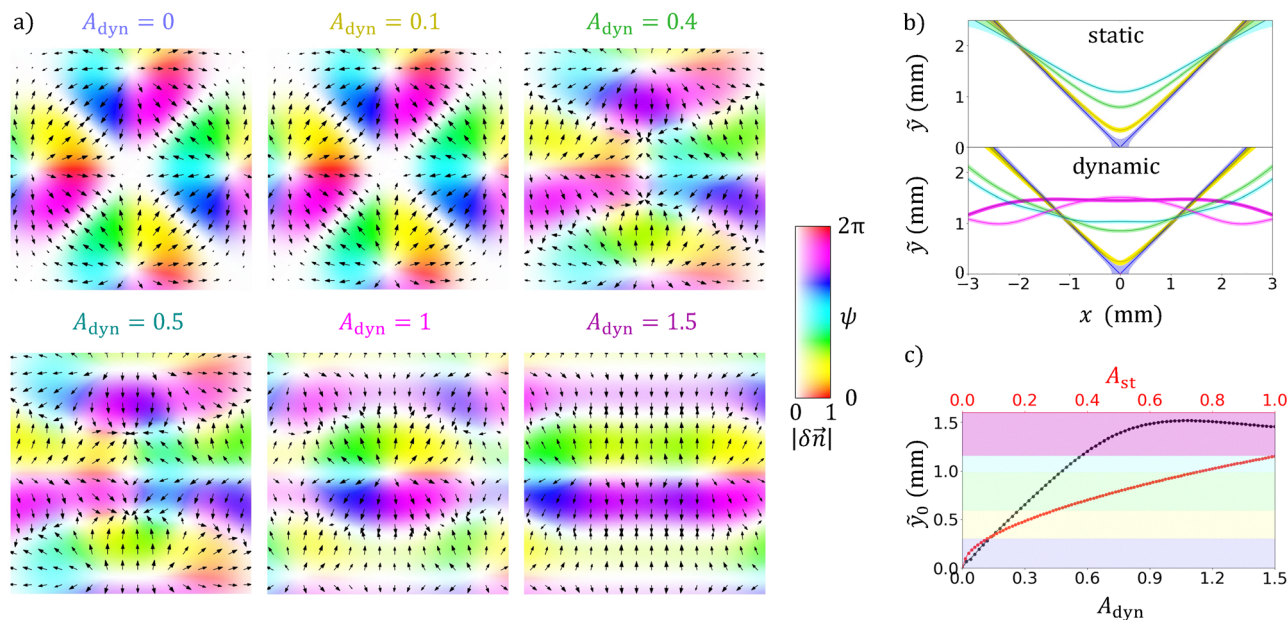 a)
A_dyn = 0
A_dyn = 0.1
A_dyn = 0.4
A_dyn = 0.5
A_dyn = 1
A_dyn = 1.5
2π
ψ
0
0 1
|δn⃗|
b)
static
2
1
0
ỹ (mm)
dynamic
2
1
0
ỹ (mm)
−3 −2 −1 0 1 2 3
x (mm)
c)
A_st
0.0 0.2 0.4 0.6 0.8 1.0
1.5
1.0
0.5
0.0
ỹ₀ (mm)
0.0 0.3 0.6 0.9 1.2 1.5
A_dyn